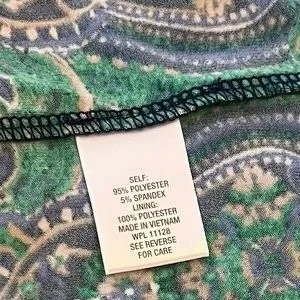 SELF:
95% POLYESTER
5% SPANDEX
LINING:
100% POLYESTER
MADE IN VIETNAM
WPL 11128
SEE REVERSE
FOR CARE